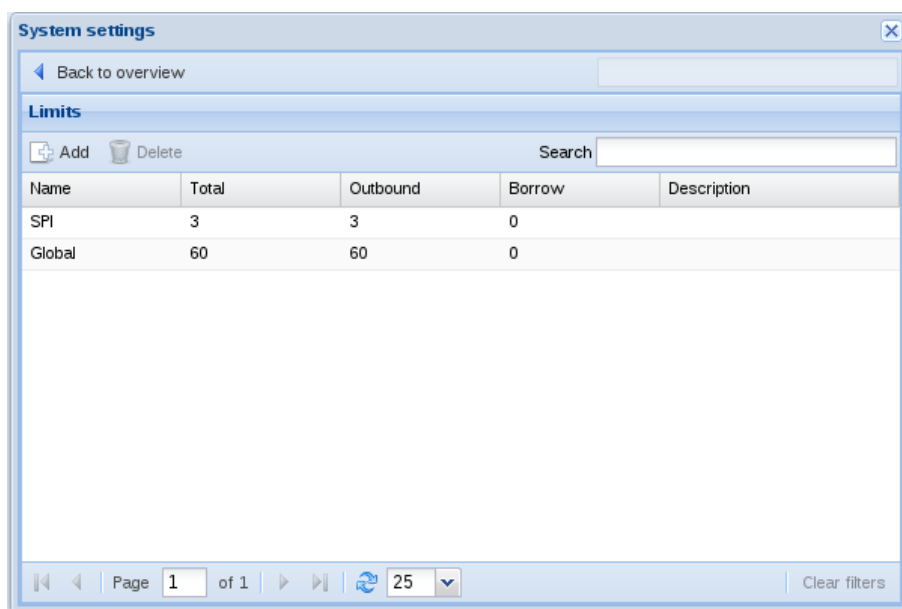 System settings
Back to overview
Limits
Add Delete Search
Name Total Outbound Borrow Description
SPI 3 3 0
Global 60 60 0
Page 1 of 1 25 Clear filters